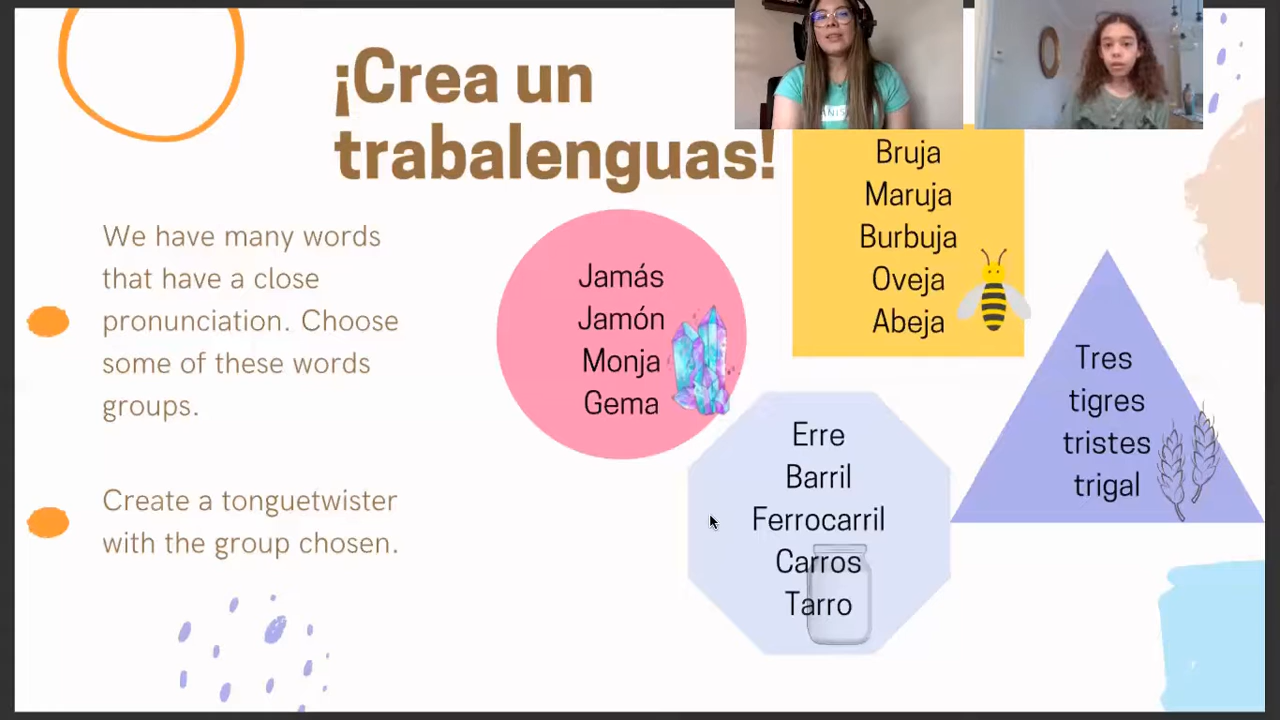 ¡Crea un
trabalenguas!
We have many words
that have a close
pronunciation. Choose
some of these words
groups.
Create a tonguetwister
with the group chosen.
Jamás
Jamón
Monja
Gema
Bruja
Maruja
Burbuja
Oveja
Abeja
Erre
Barril
Ferrocarril
Carros
Tarro
Tres
tigres
tristes
trigal